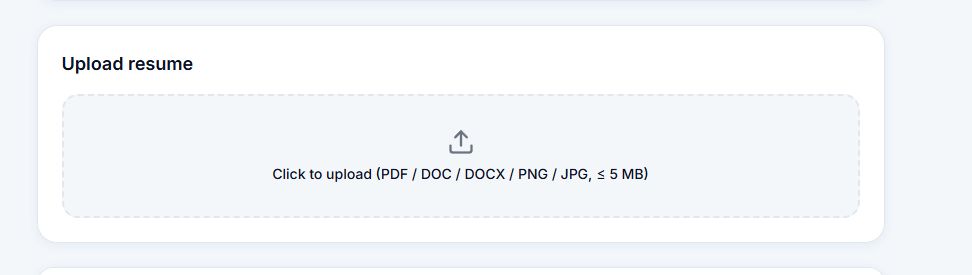 Upload resume
Click to upload (PDF / DOC / DOCX / PNG / JPG, ≤ 5 MB)